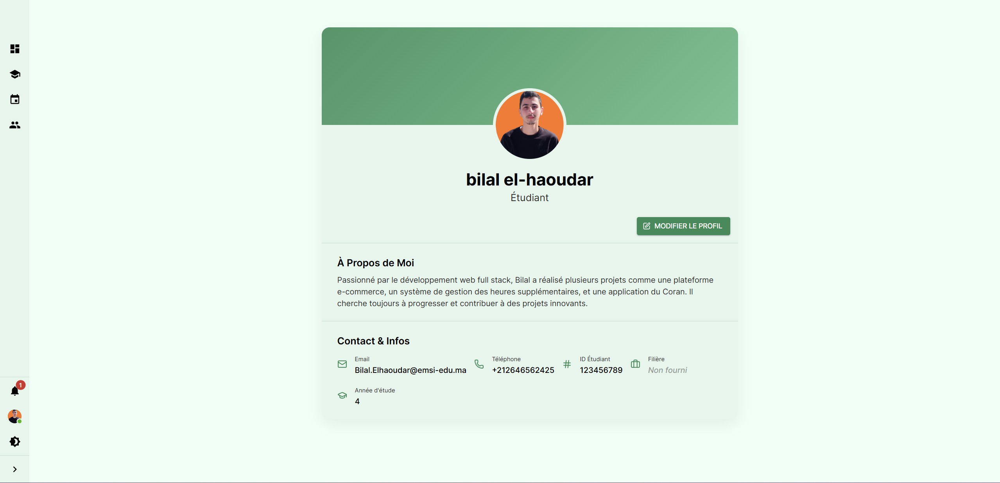 bilal el-haoudar
Étudiant
MODIFIER LE PROFIL
À Propos de Moi
Passionné par le développement web full stack, Bilal a réalisé plusieurs projets comme une plateforme
e-commerce, un système de gestion des heures supplémentaires, et une application du Coran. Il
cherche toujours à progresser et contribuer à des projets innovants.
Contact & Infos
Email
Bilal.Elhaoudar@emsi-edu.ma
Téléphone
+212646562425
ID Étudiant
123456789
Filière
Non fourni
Année d'étude
4
1